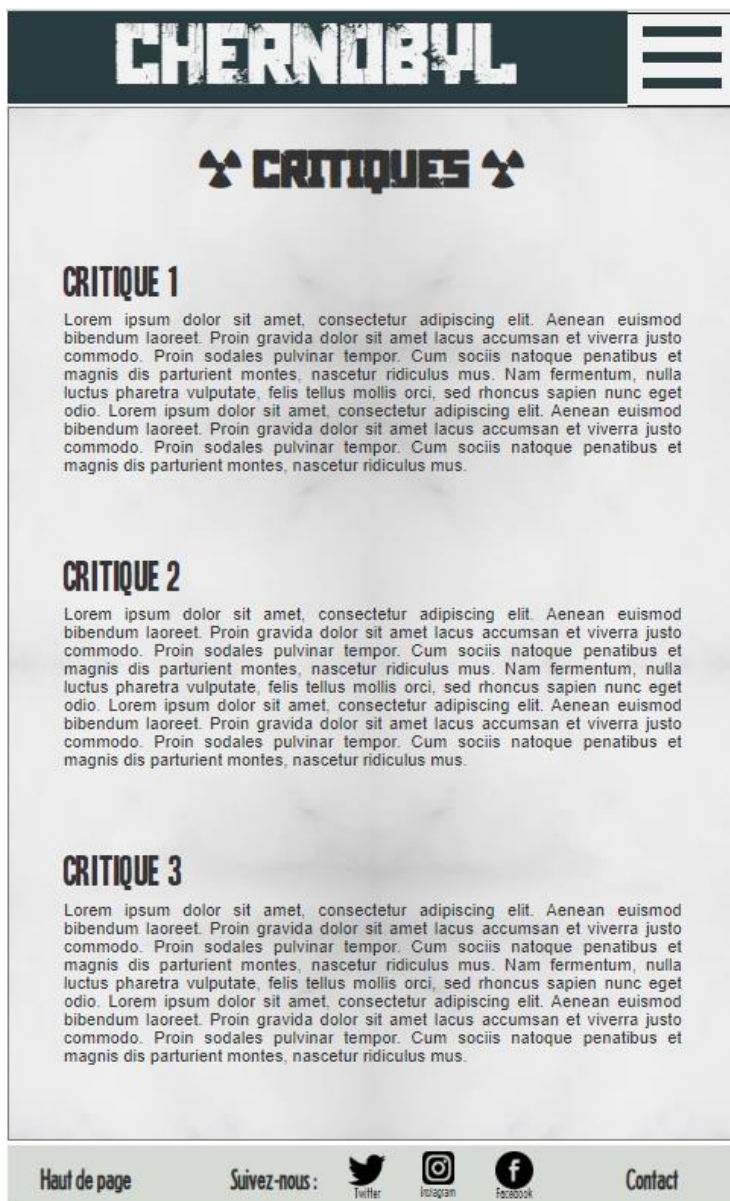 CHERNOBYL
CRITIQUES
CRITIQUE 1
Lorem ipsum dolor sit amet, consectetur adipiscing elit. Aenean euismod
bibendum laoreet. Proin gravida dolor sit amet lacus accumsan et viverra justo
commodo. Proin sodales pulvinar tempor. Cum sociis natoque penatibus et
magnis dis parturient montes, nascetur ridiculus mus. Nam fermentum, nulla
luctus pharetra vulputate, felis tellus mollis orci, sed rhoncus sapien nunc eget
odio. Lorem ipsum dolor sit amet, consectetur adipiscing elit. Aenean euismod
bibendum laoreet. Proin gravida dolor sit amet lacus accumsan et viverra justo
commodo. Proin sodales pulvinar tempor. Cum sociis natoque penatibus et
magnis dis parturient montes, nascetur ridiculus mus.
CRITIQUE 2
Lorem ipsum dolor sit amet, consectetur adipiscing elit. Aenean euismod
bibendum laoreet. Proin gravida dolor sit amet lacus accumsan et viverra justo
commodo. Proin sodales pulvinar tempor. Cum sociis natoque penatibus et
magnis dis parturient montes, nascetur ridiculus mus. Nam fermentum, nulla
luctus pharetra vulputate, felis tellus mollis orci, sed rhoncus sapien nunc eget
odio. Lorem ipsum dolor sit amet, consectetur adipiscing elit. Aenean euismod
bibendum laoreet. Proin gravida dolor sit amet lacus accumsan et viverra justo
commodo. Proin sodales pulvinar tempor. Cum sociis natoque penatibus et
magnis dis parturient montes, nascetur ridiculus mus.
CRITIQUE 3
Lorem ipsum dolor sit amet, consectetur adipiscing elit. Aenean euismod
bibendum laoreet. Proin gravida dolor sit amet lacus accumsan et viverra justo
commodo. Proin sodales pulvinar tempor. Cum sociis natoque penatibus et
magnis dis parturient montes, nascetur ridiculus mus. Nam fermentum, nulla
luctus pharetra vulputate, felis tellus mollis orci, sed rhoncus sapien nunc eget
odio. Lorem ipsum dolor sit amet, consectetur adipiscing elit. Aenean euismod
bibendum laoreet. Proin gravida dolor sit amet lacus accumsan et viverra justo
commodo. Proin sodales pulvinar tempor. Cum sociis natoque penatibus et
magnis dis parturient montes, nascetur ridiculus mus.
Haut de page Suivez-nous : Twitter Instagram Facebook Contact